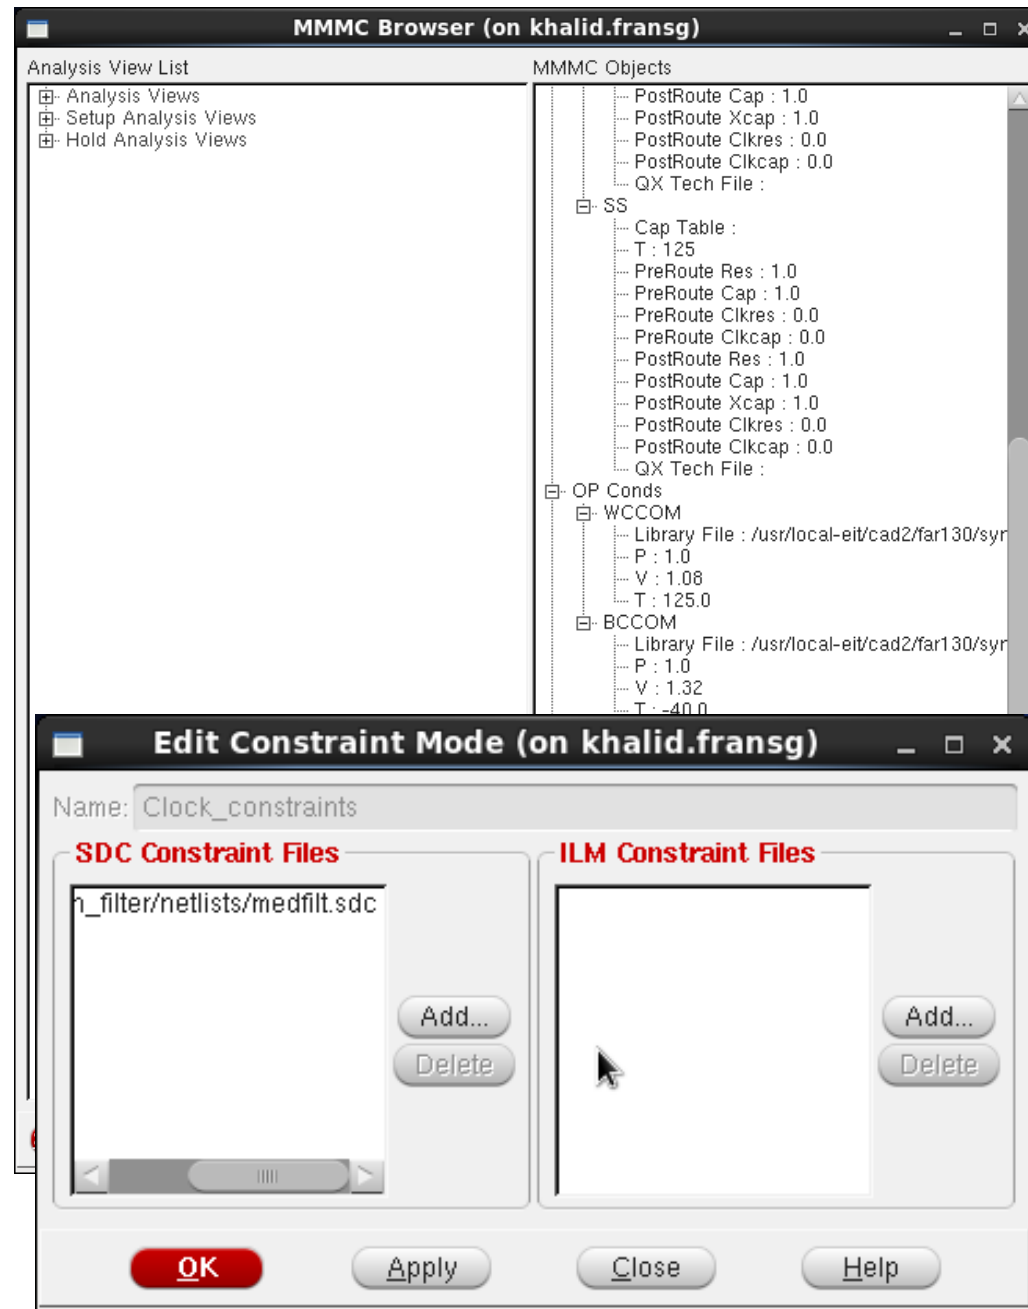 MMMC Browser (on khalid.fransg)
Analysis View List
Analysis Views
Setup Analysis Views
Hold Analysis Views
MMMC Objects
PostRoute Cap : 1.0
PostRoute Xcap : 1.0
PostRoute Clkres : 0.0
PostRoute Clkcap : 0.0
QX Tech File :
SS
Cap Table :
T : 125
PreRoute Res : 1.0
PreRoute Cap : 1.0
PreRoute Clkres : 0.0
PreRoute Clkcap : 0.0
PostRoute Res : 1.0
PostRoute Cap : 1.0
PostRoute Xcap : 1.0
PostRoute Clkres : 0.0
PostRoute Clkcap : 0.0
QX Tech File :
OP Conds
WCCOM
Library File : /usr/local-eit/cad2/far130/syn
P : 1.0
V : 1.08
T : 125.0
BCCOM
Library File : /usr/local-eit/cad2/far130/syn
P : 1.0
V : 1.32
T : -40.0
Edit Constraint Mode (on khalid.fransg)
Name: Clock_constraints
SDC Constraint Files
n_filter/netlists/medfilt.sdc
Add...
Delete
ILM Constraint Files
Add...
Delete
OK Apply Close Help